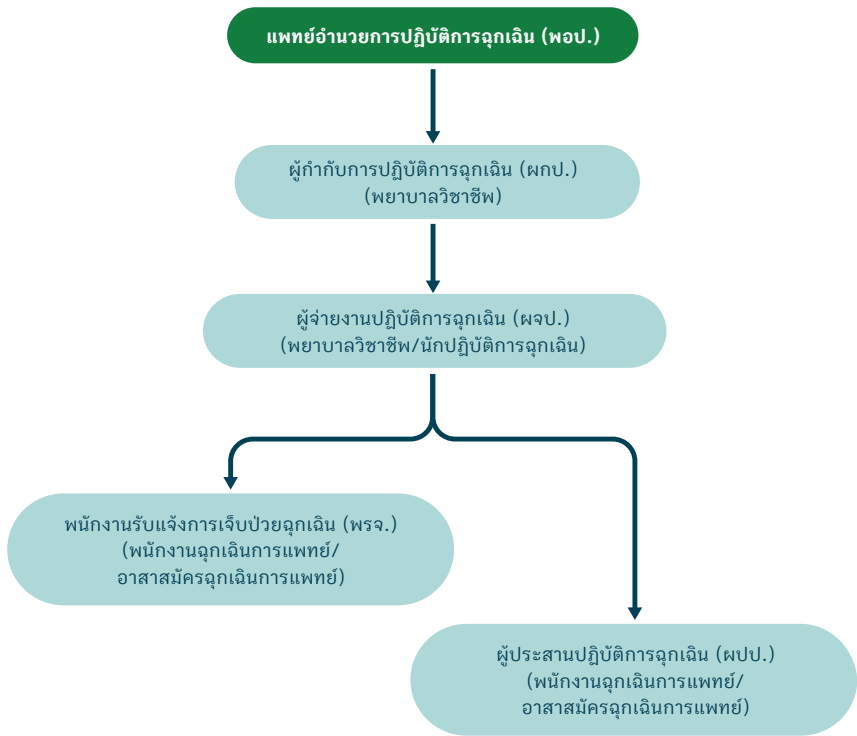 แพทย์อำนวยการปฏิบัติการฉุกเฉิน (พอป.)
ผู้กำกับการปฏิบัติการฉุกเฉิน (ผกป.)
(พยาบาลวิชาชีพ)
ผู้จ่ายงานปฏิบัติการฉุกเฉิน (ผจป.)
(พยาบาลวิชาชีพ/นักปฏิบัติการฉุกเฉิน)
พนักงานรับแจ้งการเจ็บป่วยฉุกเฉิน (พรจ.)
(พนักงานฉุกเฉินการแพทย์/
อาสาสมัครฉุกเฉินการแพทย์)
ผู้ประสานปฏิบัติการฉุกเฉิน (ผปป.)
(พนักงานฉุกเฉินการแพทย์/
อาสาสมัครฉุกเฉินการแพทย์)